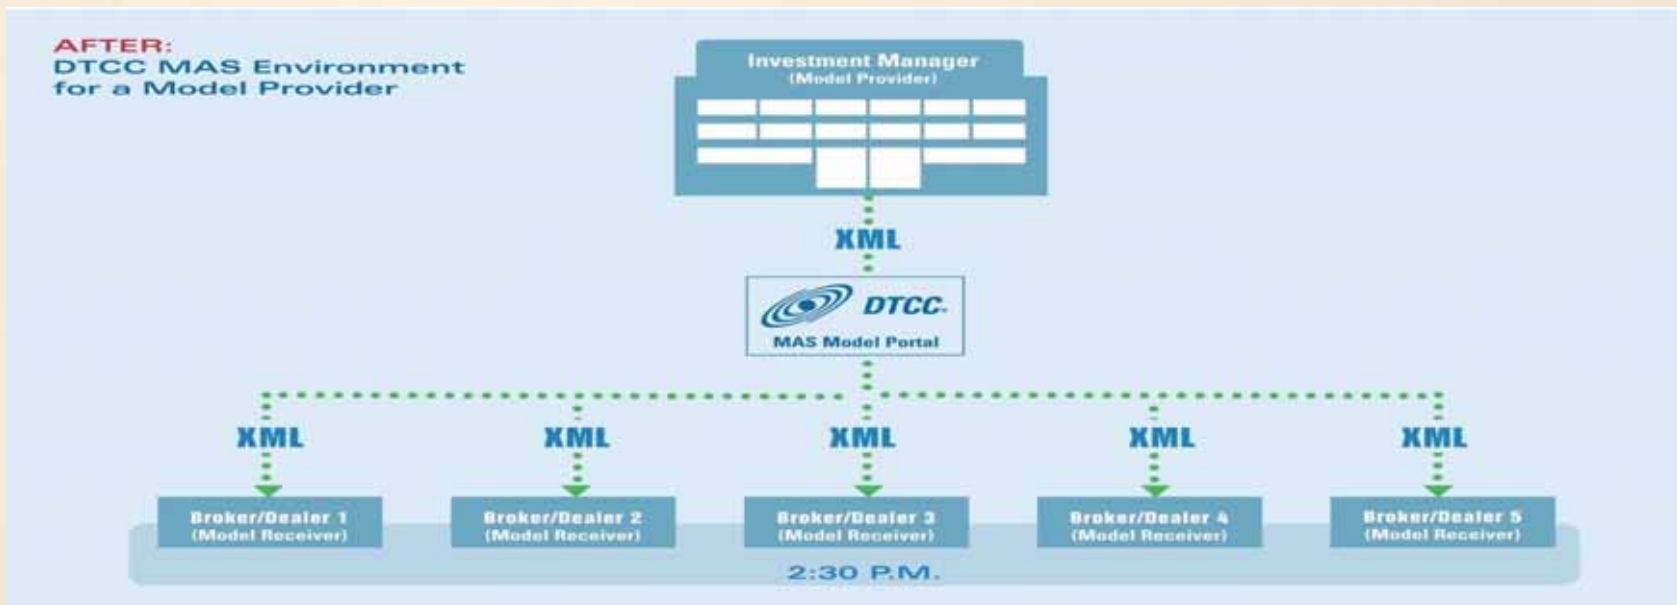 AFTER:
DTCC MAS Environment
for a Model Provider
Investment Manager
(Model Provider)
XML
DTCC®
MAS Model Portal
XML XML XML XML XML
Broker/Dealer 1 Broker/Dealer 2 Broker/Dealer 3 Broker/Dealer 4 Broker/Dealer 5
(Model Receiver) (Model Receiver) (Model Receiver) (Model Receiver) (Model Receiver)
2:30 P.M.